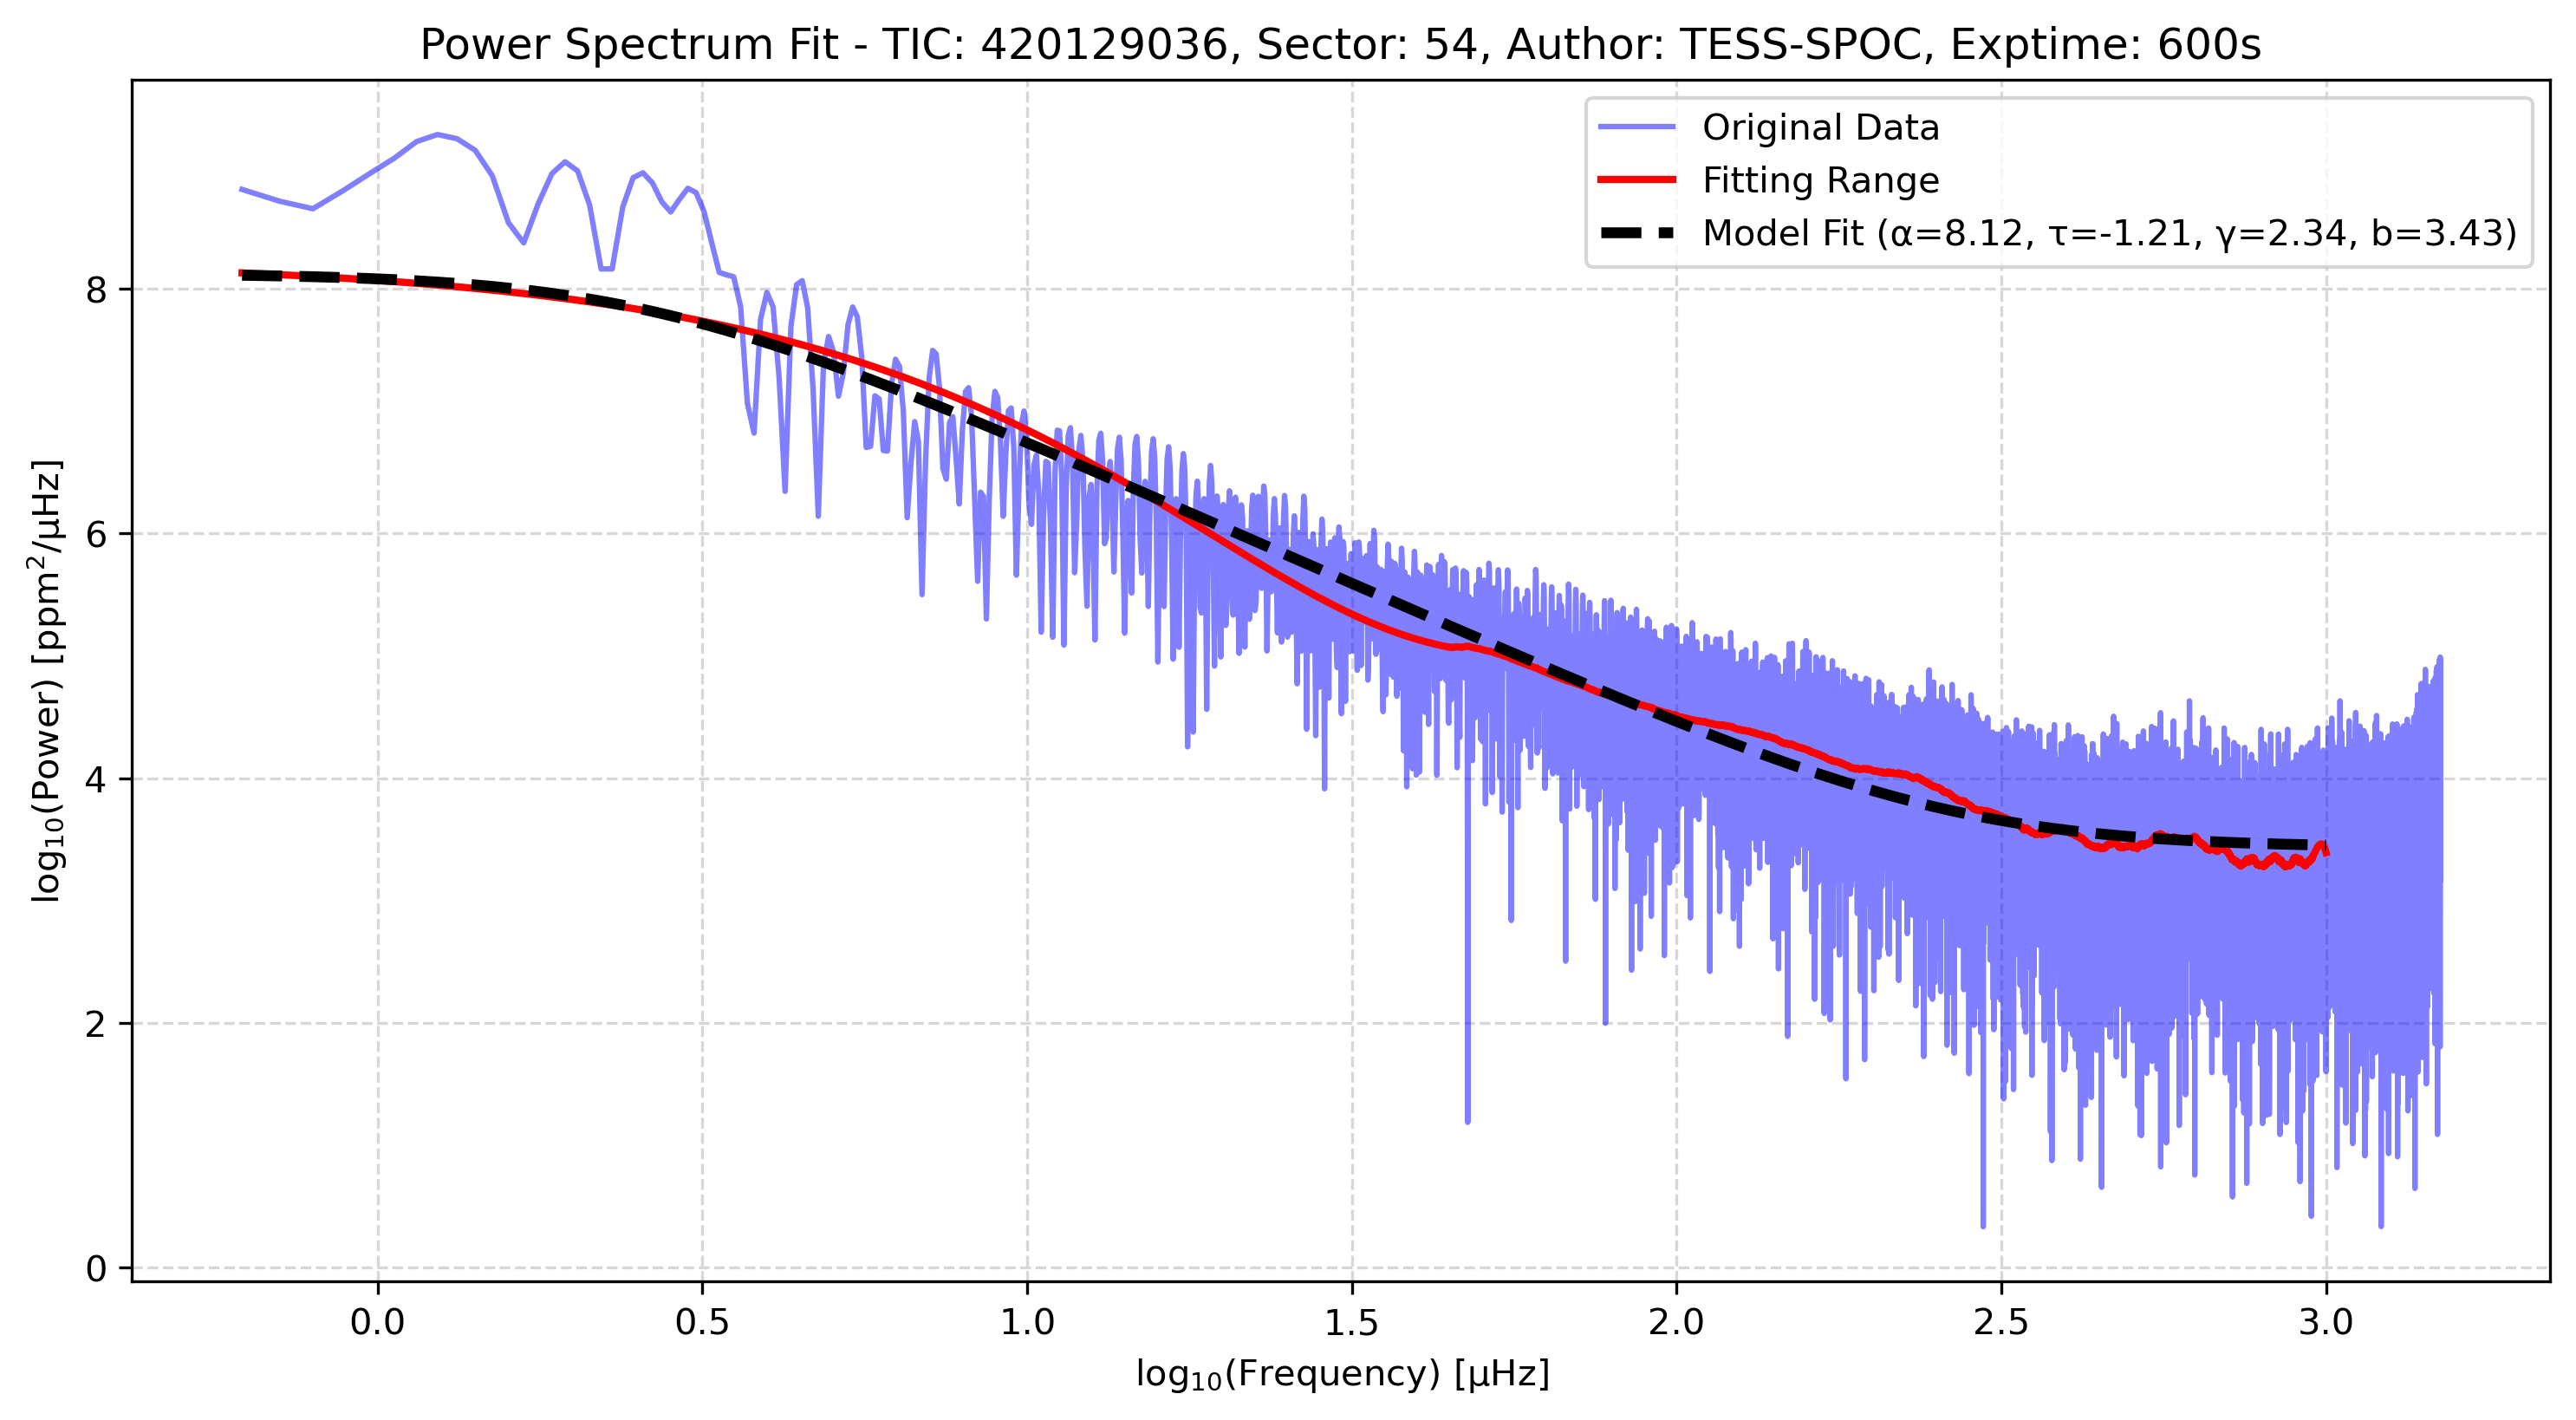 Power Spectrum Fit - TIC: 420129036, Sector: 54, Author: TESS-SPOC, Exptime: 600s
Original Data
Fitting Range
Model Fit (α=8.12, τ=-1.21, γ=2.34, b=3.43)
log₁₀(Power) [ppm²/μHz]
8
6
4
2
0
0.0 0.5 1.0 1.5 2.0 2.5 3.0
log₁₀(Frequency) [μHz]